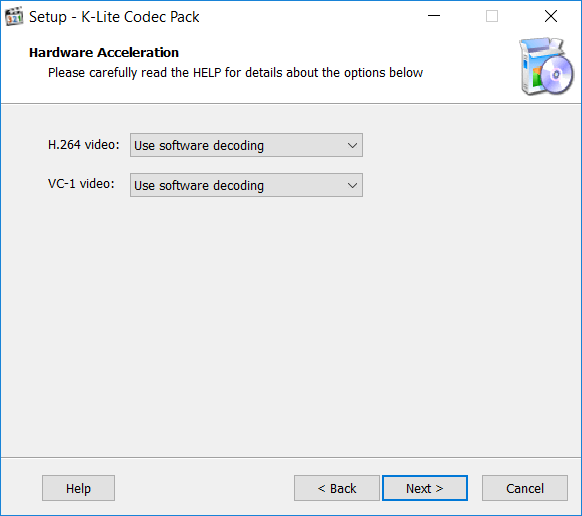 Setup - K-Lite Codec Pack
Hardware Acceleration
Please carefully read the HELP for details about the options below
H.264 video: Use software decoding
VC-1 video: Use software decoding
Help < Back Next > Cancel